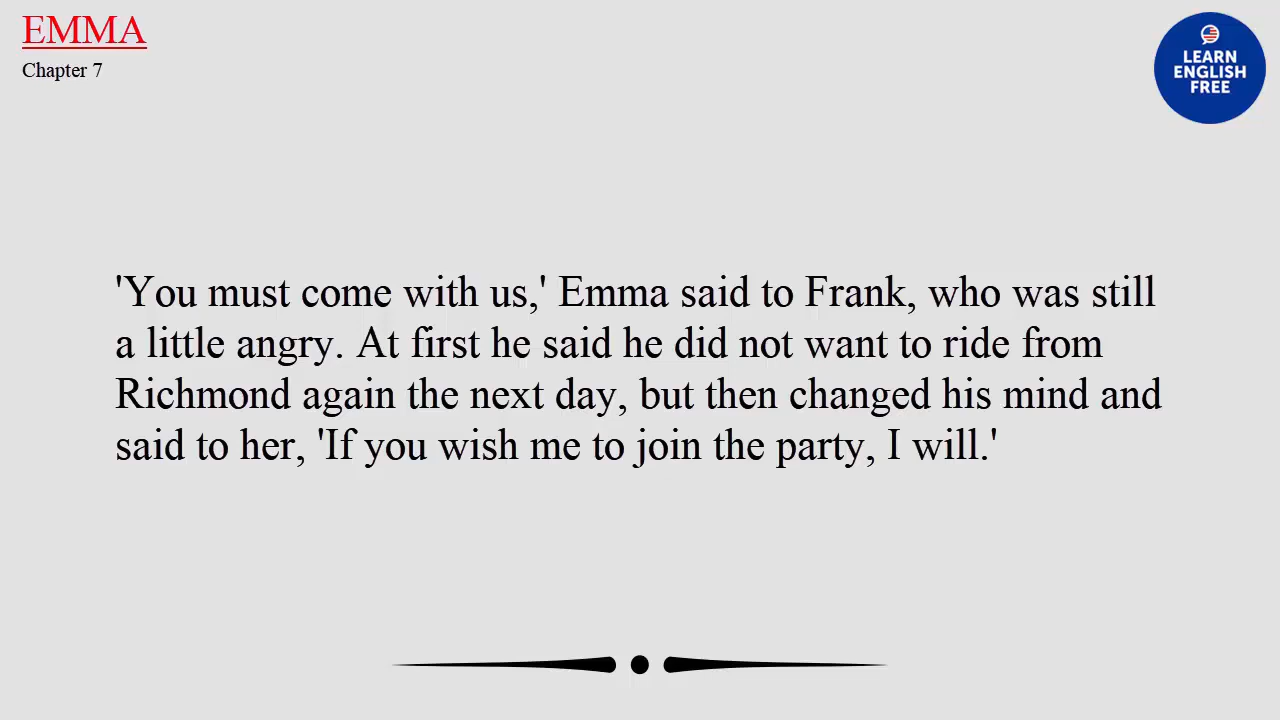 EMMA
Chapter 7
LEARN
ENGLISH
FREE
'You must come with us,' Emma said to Frank, who was still
a little angry. At first he said he did not want to ride from
Richmond again the next day, but then changed his mind and
said to her, 'If you wish me to join the party, I will.'